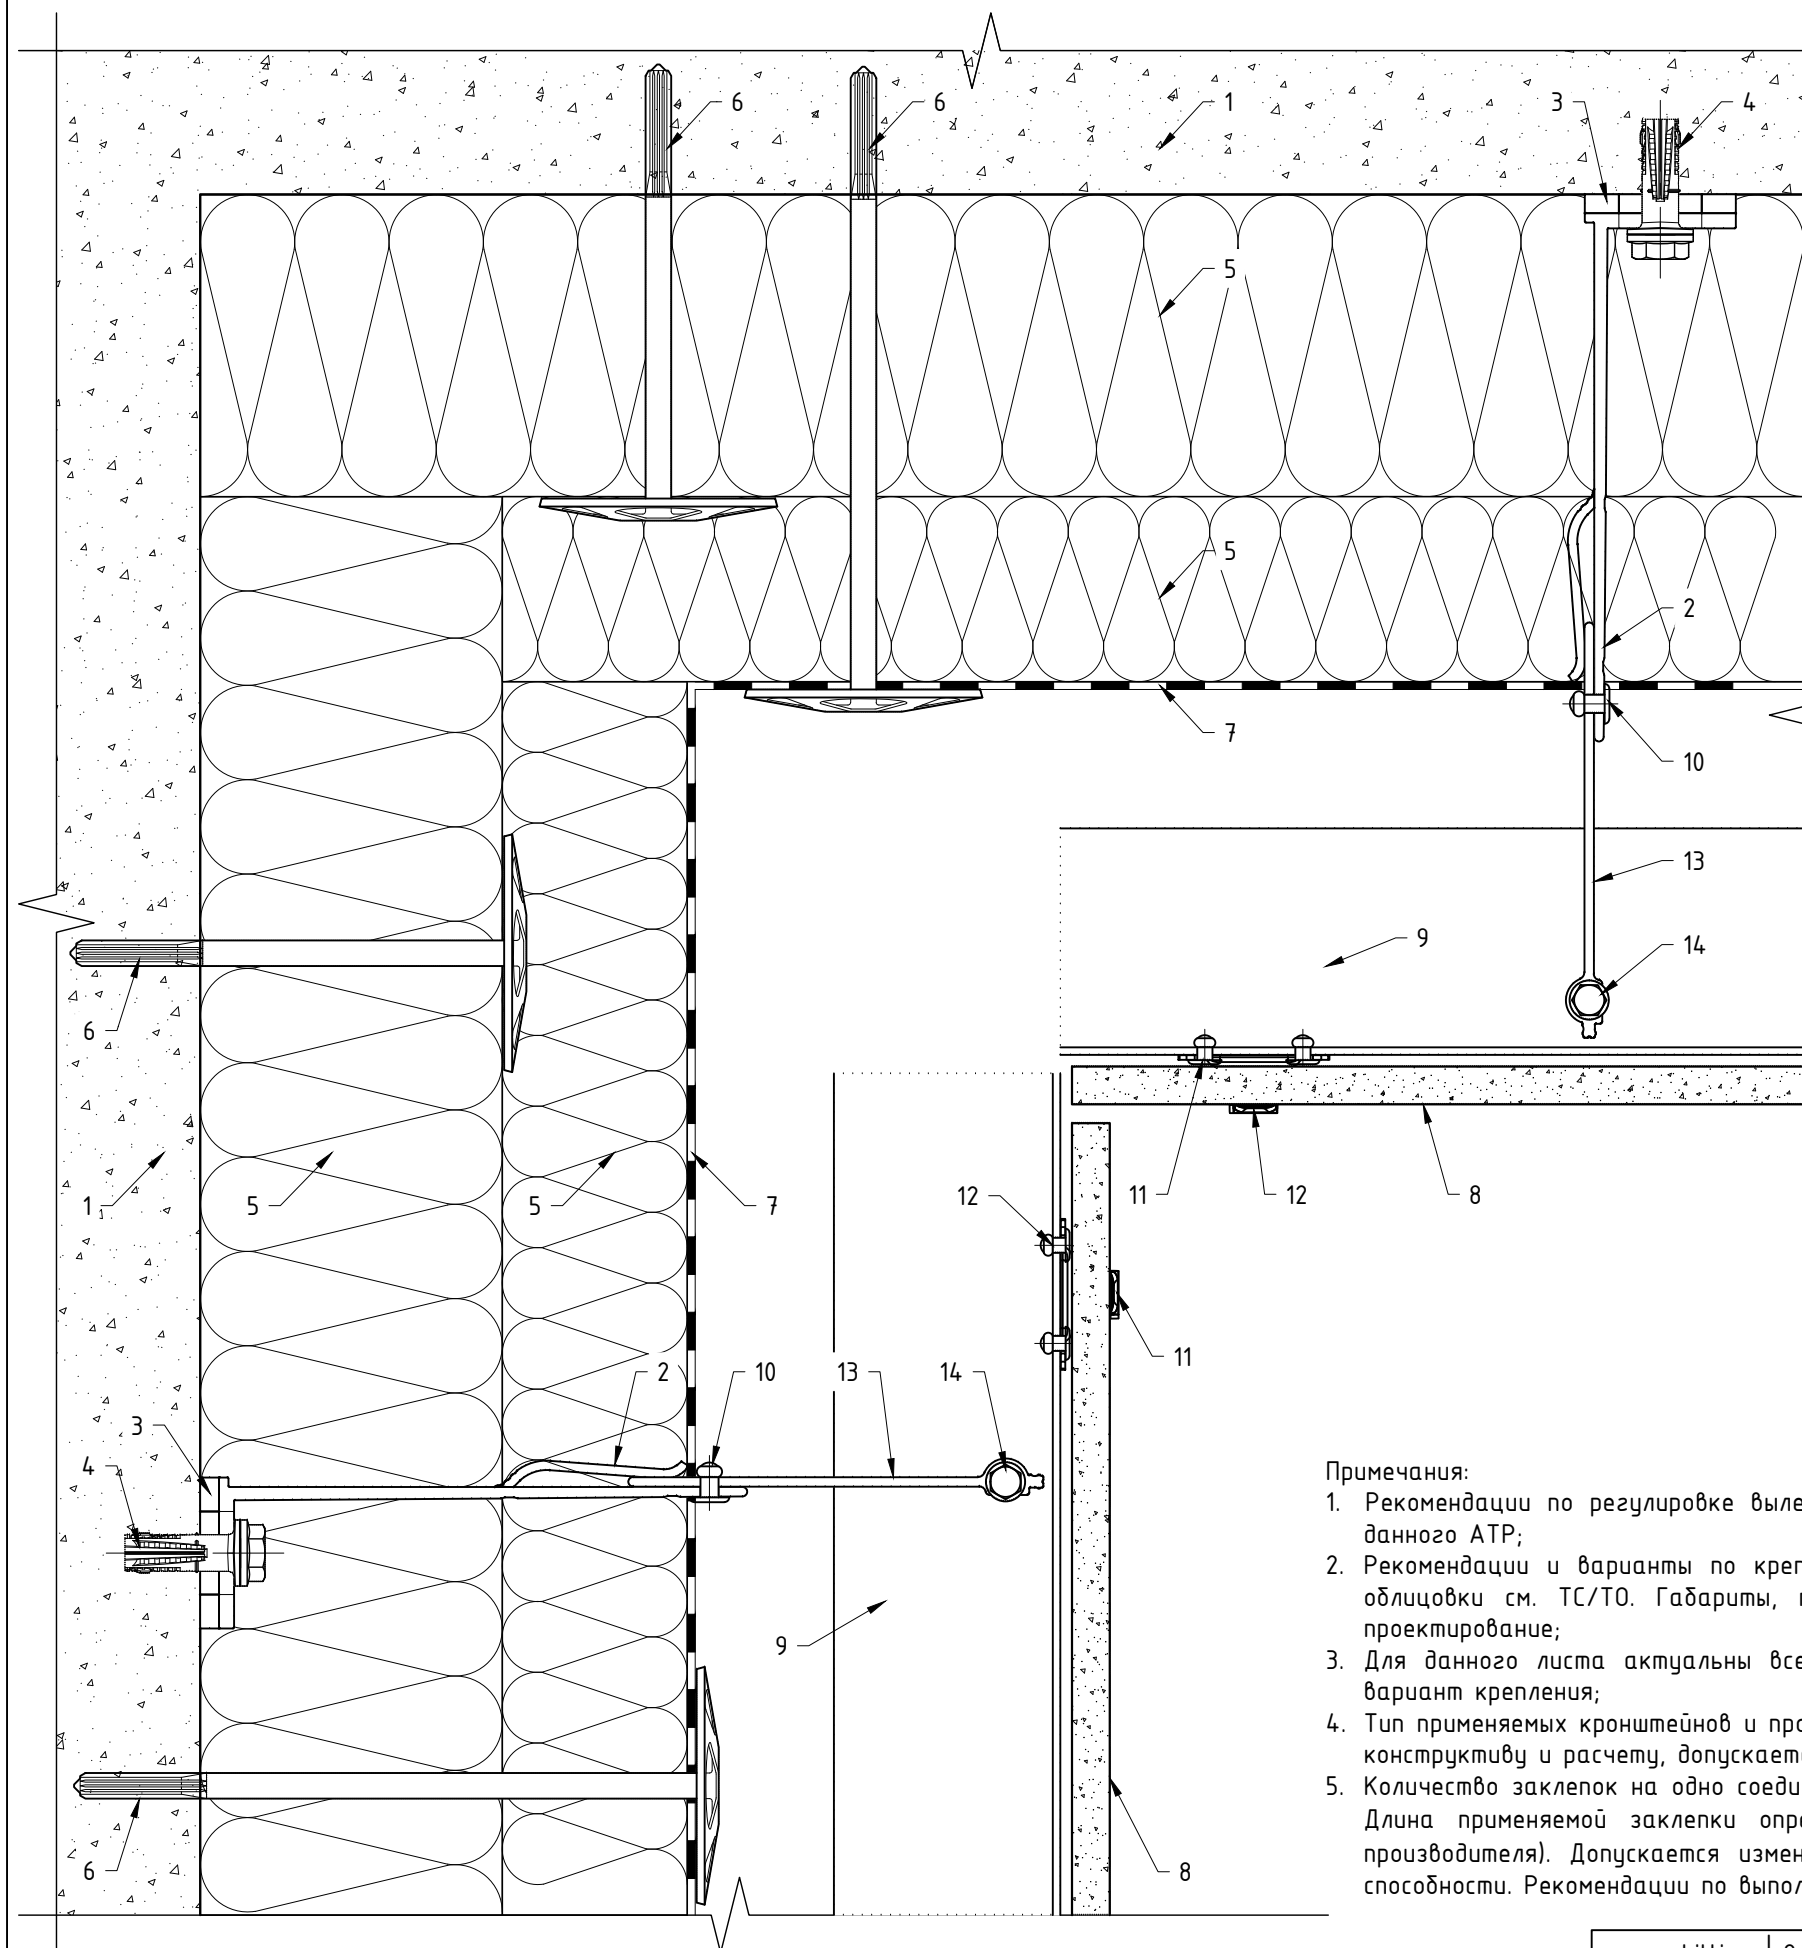 6
6
1
3
4
5
5
2
7
10
13
9
14
6
1
5
5
7
12
11
12
8
11
3
4
2
10
13
14
9
6
8
Примечания:
1. Рекомендации по регулировке выле
данного АТР;
2. Рекомендации и варианты по креп
облицовки см. ТС/ТО. Габариты,
проектирование;
3. Для данного листа актуальны все
вариант крепления;
4. Тип применяемых кронштейнов и про
конструктиву и расчету, допускаетс
5. Количество заклепок на одно соеди
Длина применяемой заклепки опре
производителя). Допускается измен
способности. Рекомендации по выпол